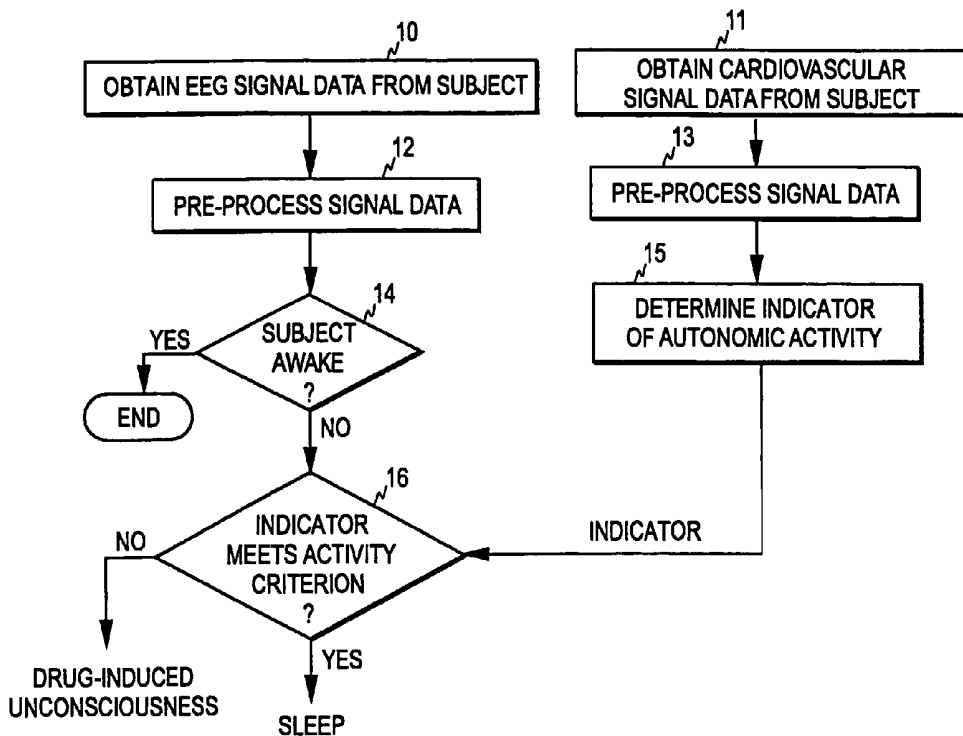 10
OBTAIN EEG SIGNAL DATA FROM SUBJECT
11
OBTAIN CARDIOVASCULAR
SIGNAL DATA FROM SUBJECT
12
PRE-PROCESS SIGNAL DATA
13
PRE-PROCESS SIGNAL DATA
14
SUBJECT
AWAKE
?
YES
END
NO
15
DETERMINE INDICATOR
OF AUTONOMIC ACTIVITY
16
INDICATOR
MEETS ACTIVITY
CRITERION
?
INDICATOR
NO
DRUG-INDUCED
UNCONSCIOUSNESS
YES
SLEEP